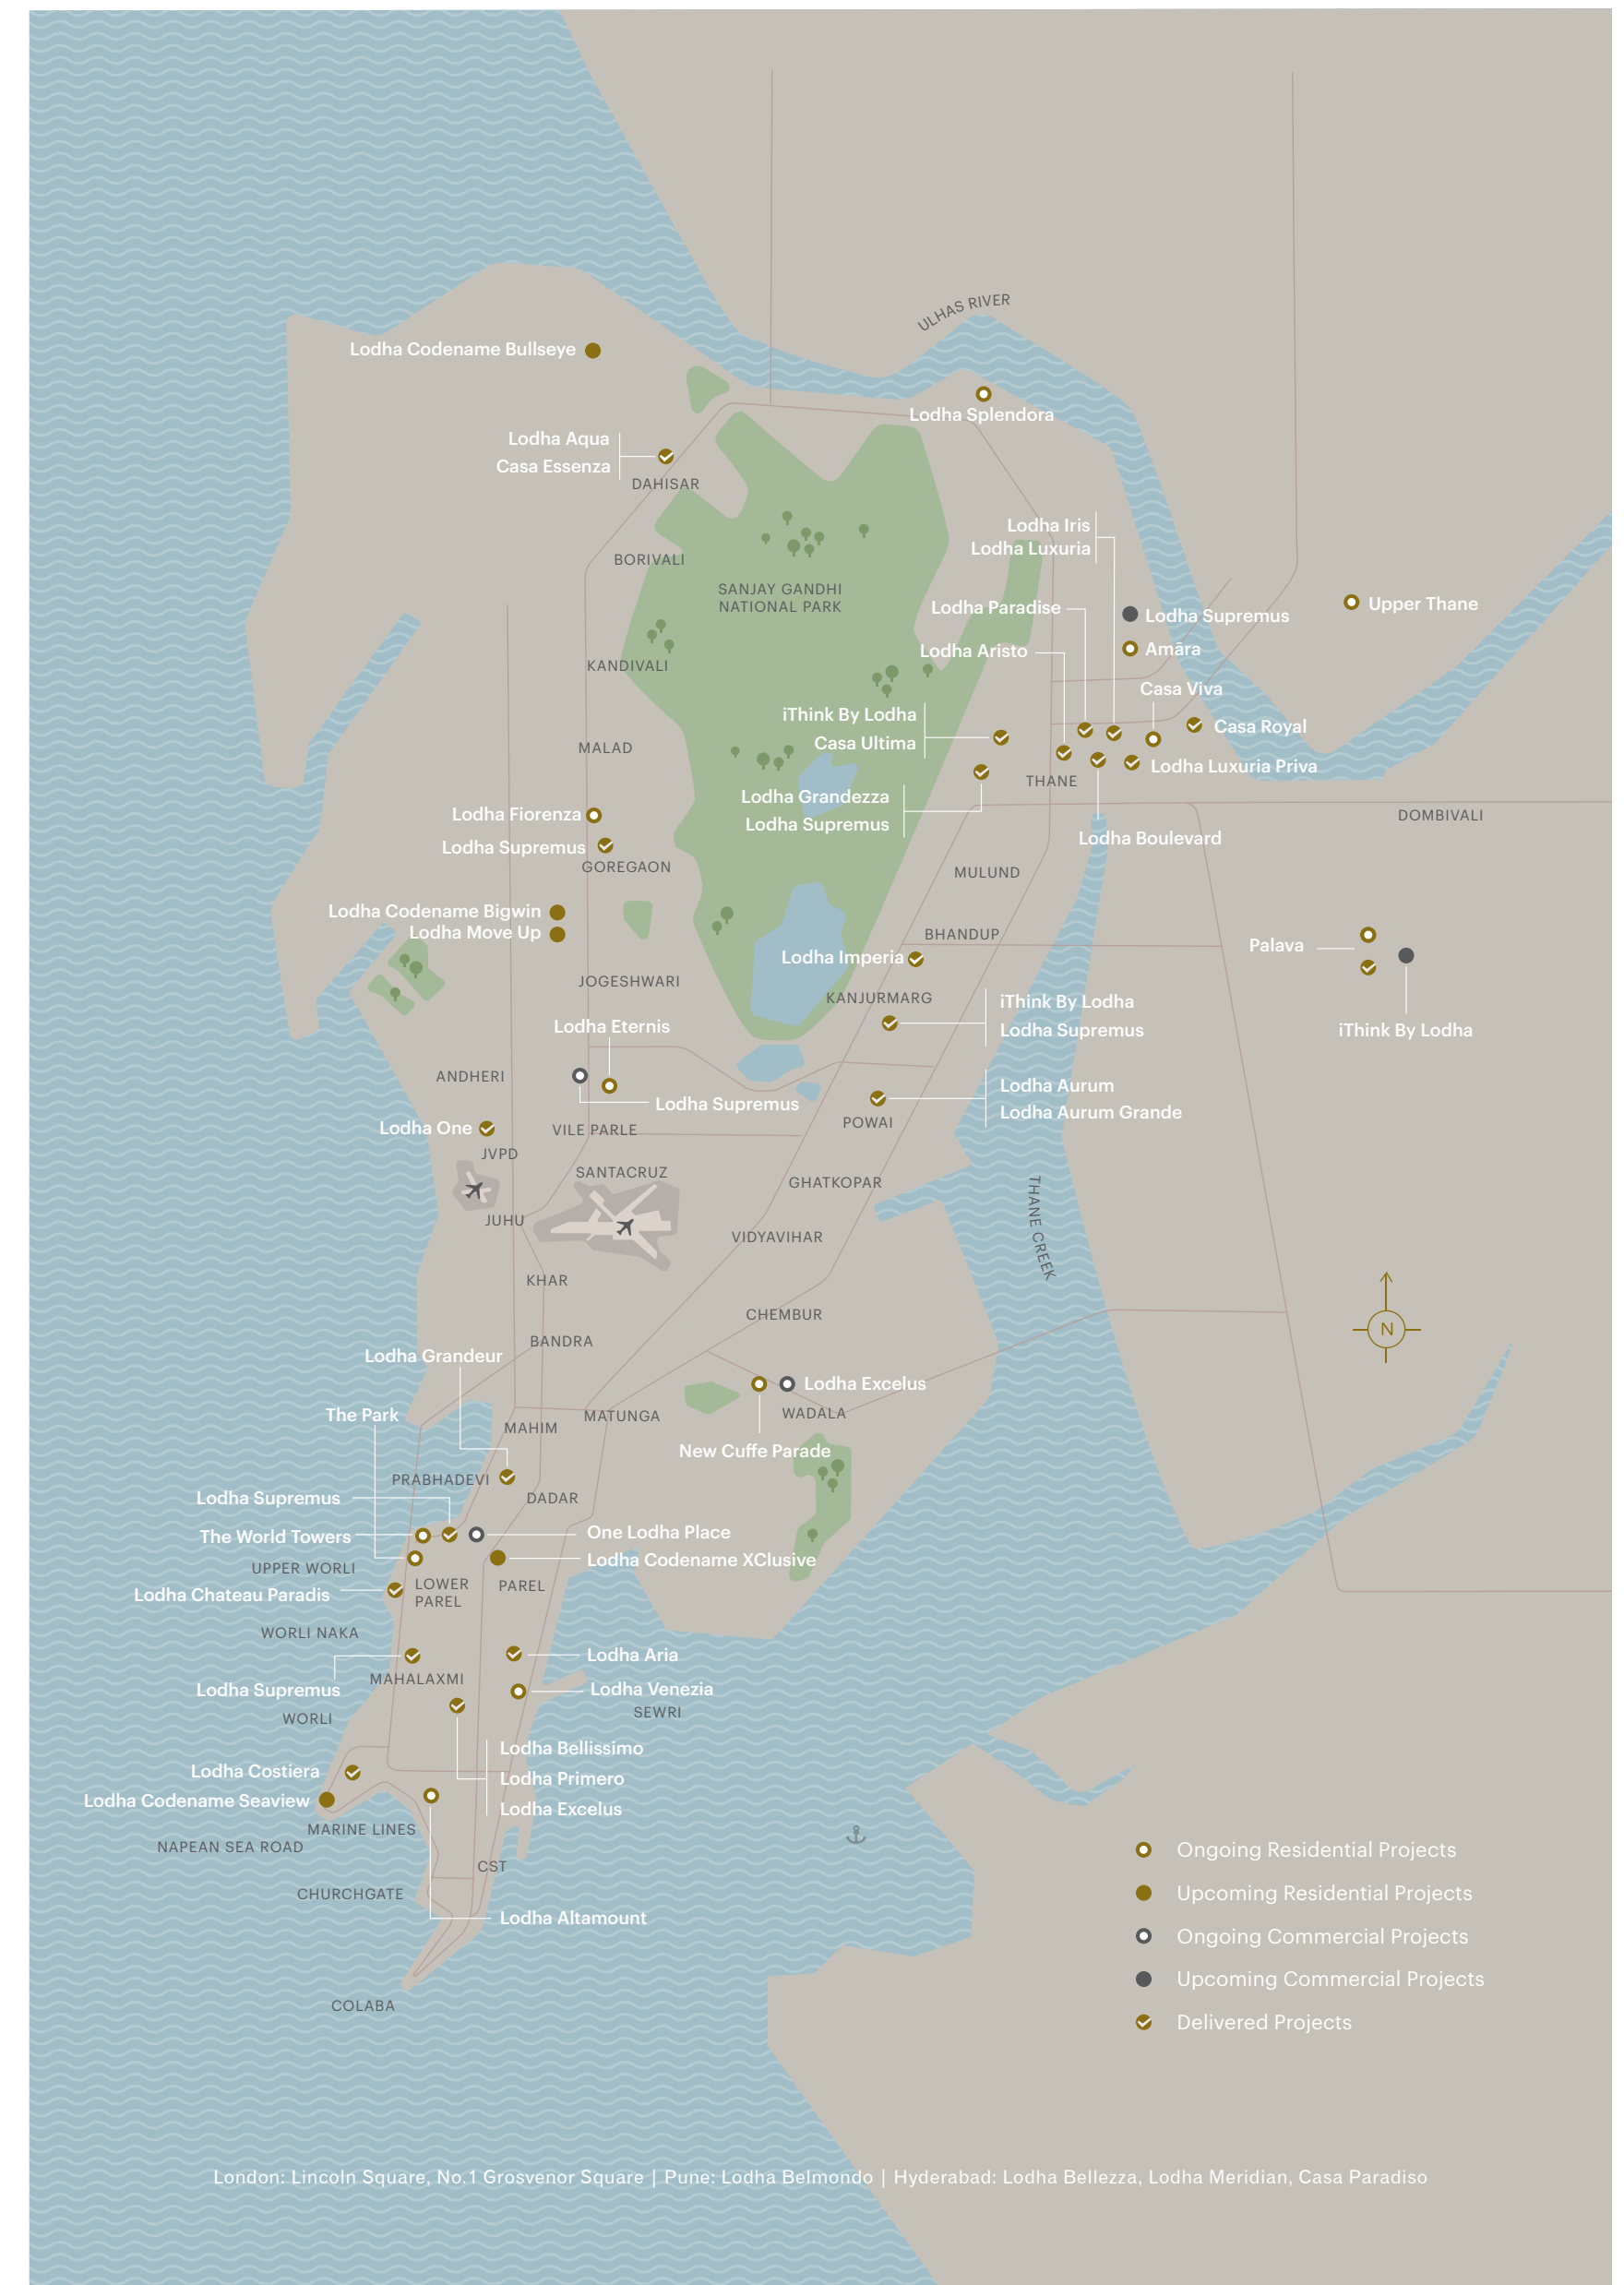 ULHAS RIVER
Lodha Codename Bullseye
Lodha Splendora
Lodha Aqua
Casa Essenza
DAHISAR
Lodha Iris
Lodha Luxuria
BORIVALI
SANJAY GANDHI
NATIONAL PARK
Lodha Paradise
Lodha Supremus
Upper Thane
Lodha Aristo
Amāra
KANDIVALI
Casa Viva
iThink By Lodha
Casa Ultima
Casa Royal
MALAD
Lodha Luxuria Priva
THANE
Lodha Grandezza
Lodha Supremus
Lodha Fiorenza
DOMBIVALI
Lodha Boulevard
Lodha Supremus
GOREGAON
MULUND
Lodha Codename Bigwin
Lodha Move Up
BHANDUP
Palava
Lodha Imperia
JOGESHWARI
KANJURMARG
iThink By Lodha
Lodha Supremus
iThink By Lodha
Lodha Eternis
ANDHERI
Lodha Aurum
Lodha Aurum Grande
Lodha Supremus
POWAI
Lodha One
VILE PARLE
JVPD
SANTACRUZ
GHATKOPAR
THANE CREEK
JUHU
VIDYAVIHAR
KHAR
CHEMBUR
N
BANDRA
Lodha Grandeur
Lodha Excelus
The Park
MATUNGA
WADALA
MAHIM
New Cuffe Parade
PRABHADEVI
Lodha Supremus
DADAR
The World Towers
One Lodha Place
Lodha Codename XClusive
UPPER WORLI
LOWER
PAREL
PAREL
Lodha Chateau Paradis
WORLI NAKA
Lodha Aria
MAHALAXMI
Lodha Supremus
Lodha Venezia
WORLI
SEWRI
Lodha Bellissimo
Lodha Primero
Lodha Excelus
Lodha Costiera
Lodha Codename Seaview
MARINE LINES
NAPEAN SEA ROAD
CST
CHURCHGATE
Lodha Altamount
COLABA
Ongoing Residential Projects
Upcoming Residential Projects
Ongoing Commercial Projects
Upcoming Commercial Projects
Delivered Projects
London: Lincoln Square, No.1 Grosvenor Square | Pune: Lodha Belmondo | Hyderabad: Lodha Bellezza, Lodha Meridian, Casa Paradiso